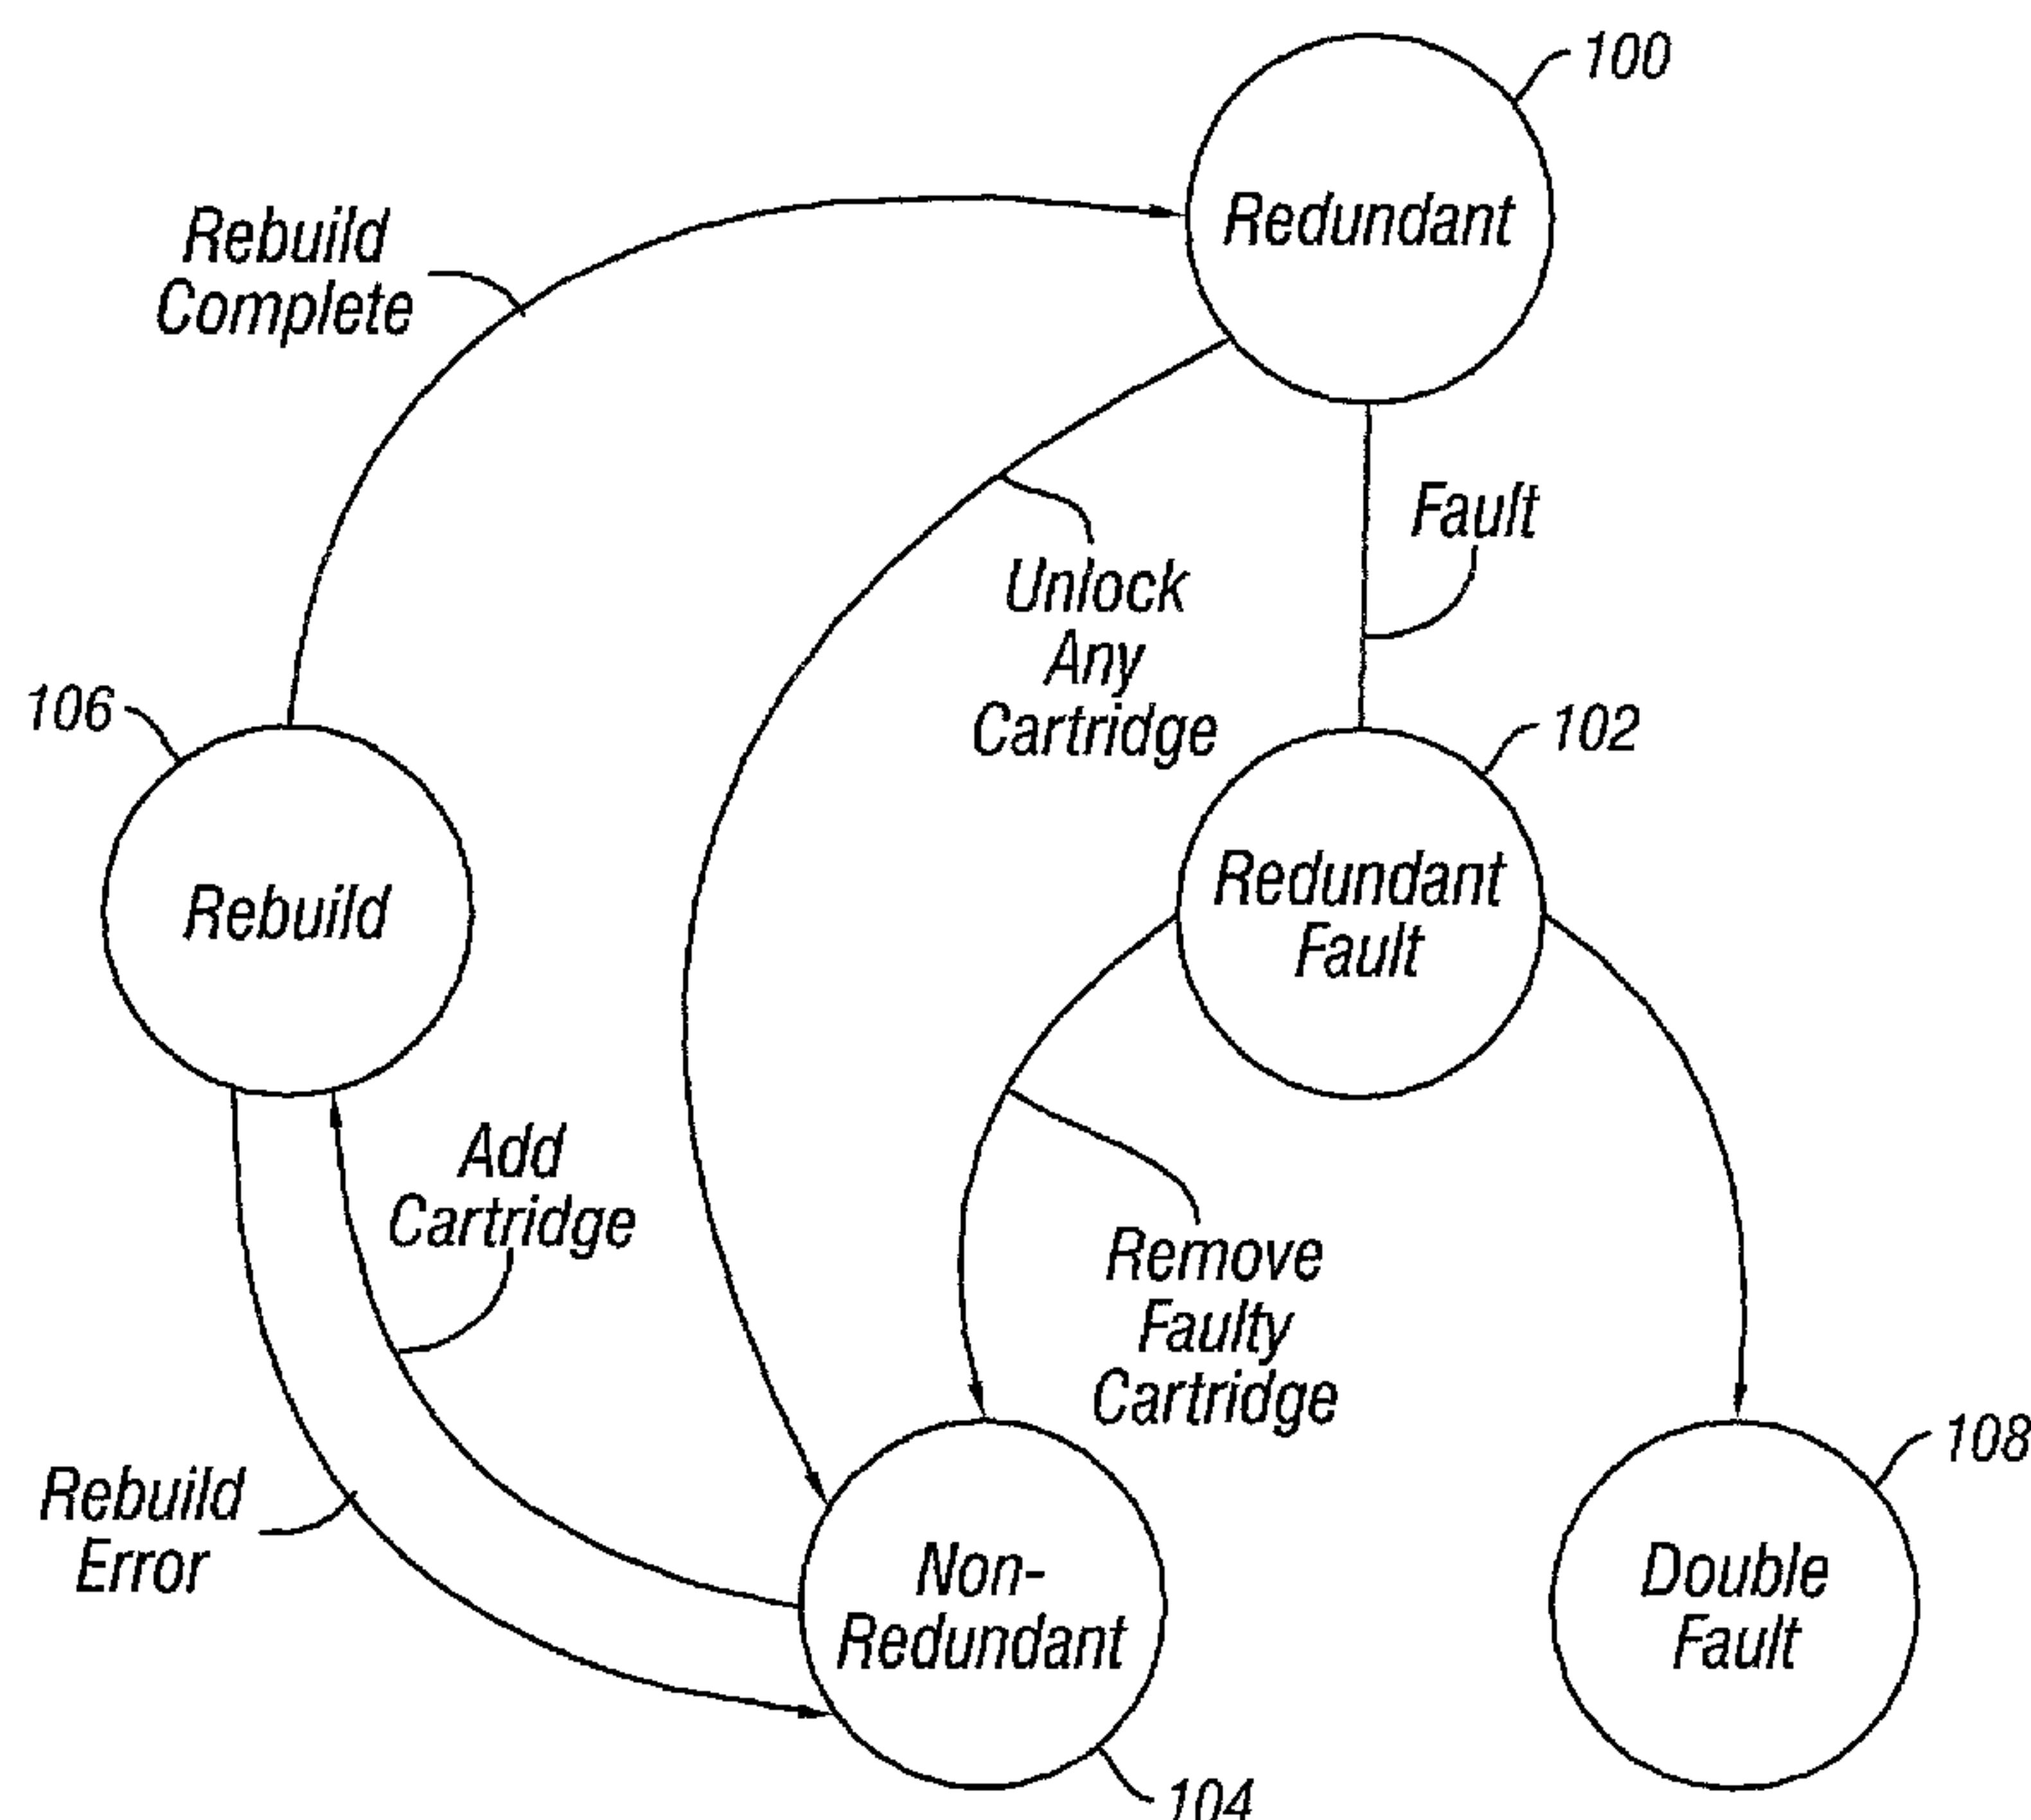 100
Redundant
Rebuild
Complete
Fault
Unlock
Any
Cartridge
106
102
Rebuild
Redundant
Fault
Add
Cartridge
Remove
Faulty
Cartridge
108
Rebuild
Error
Non-
Redundant
Double
Fault
104